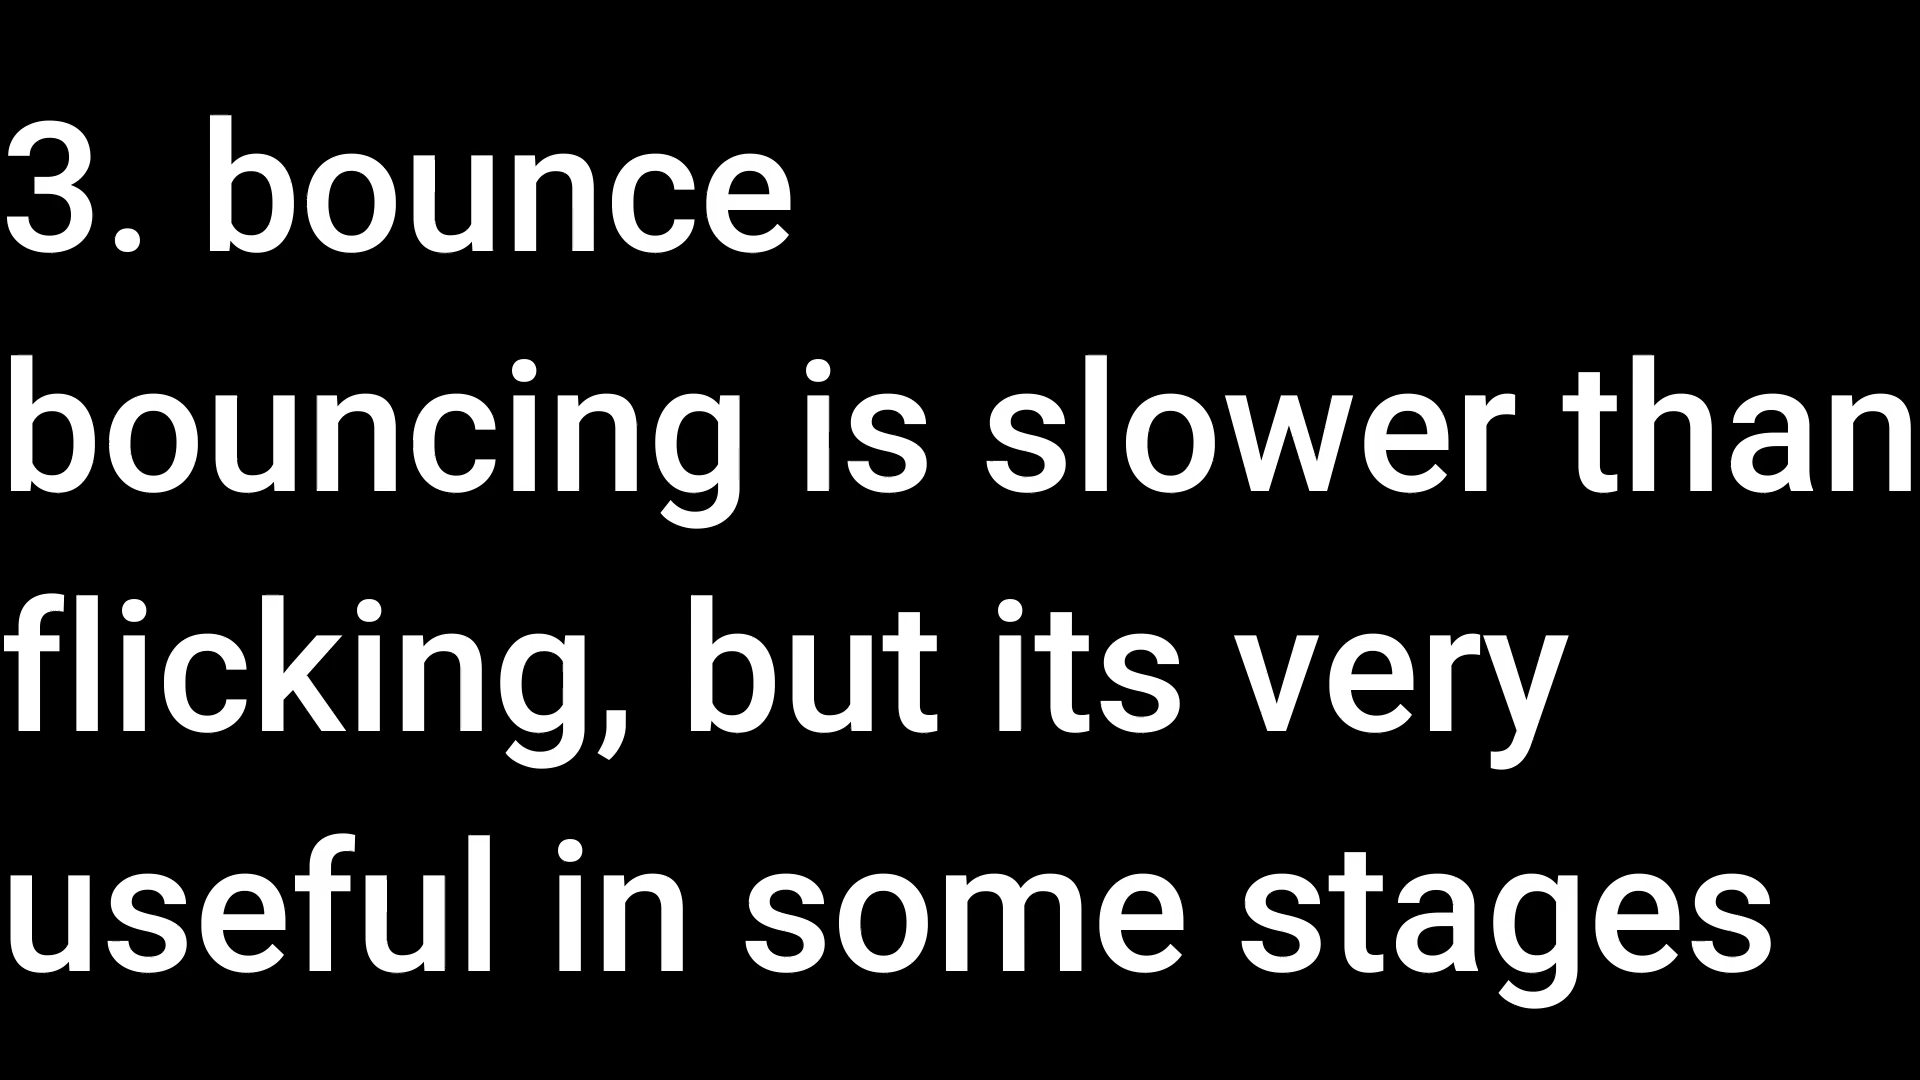 3. bounce
bouncing is slower than
flicking, but its very
useful in some stages